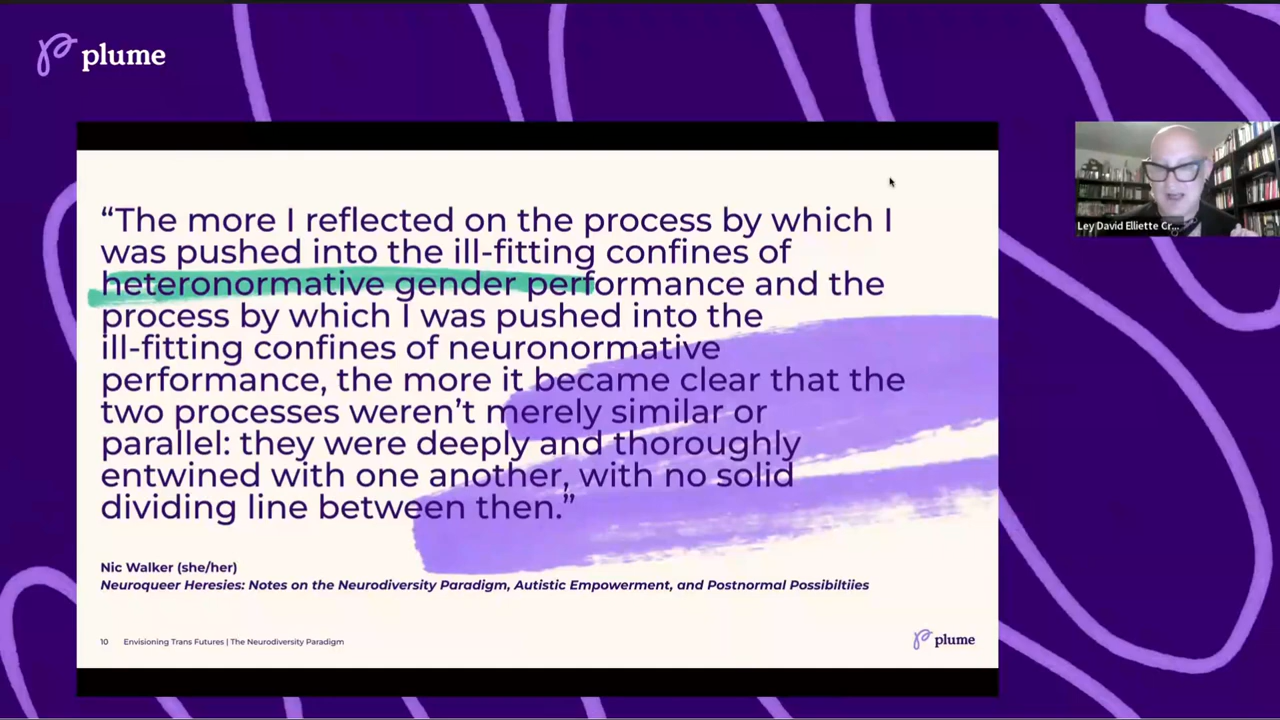 plume
“The more I reflected on the process by which I
was pushed into the ill-fitting confines of
heteronormative gender performance and the
process by which I was pushed into the
ill-fitting confines of neuronormative
performance, the more it became clear that the
two processes weren’t merely similar or
parallel: they were deeply and thoroughly
entwined with one another, with no solid
dividing line between then.”
Nic Walker (she/her)
Neuroqueer Heresies: Notes on the Neurodiversity Paradigm, Autistic Empowerment, and Postnormal Possibiltiies
10 Envisioning Trans Futures | The Neurodiversity Paradigm
plume
Ley David Elliette Cr...